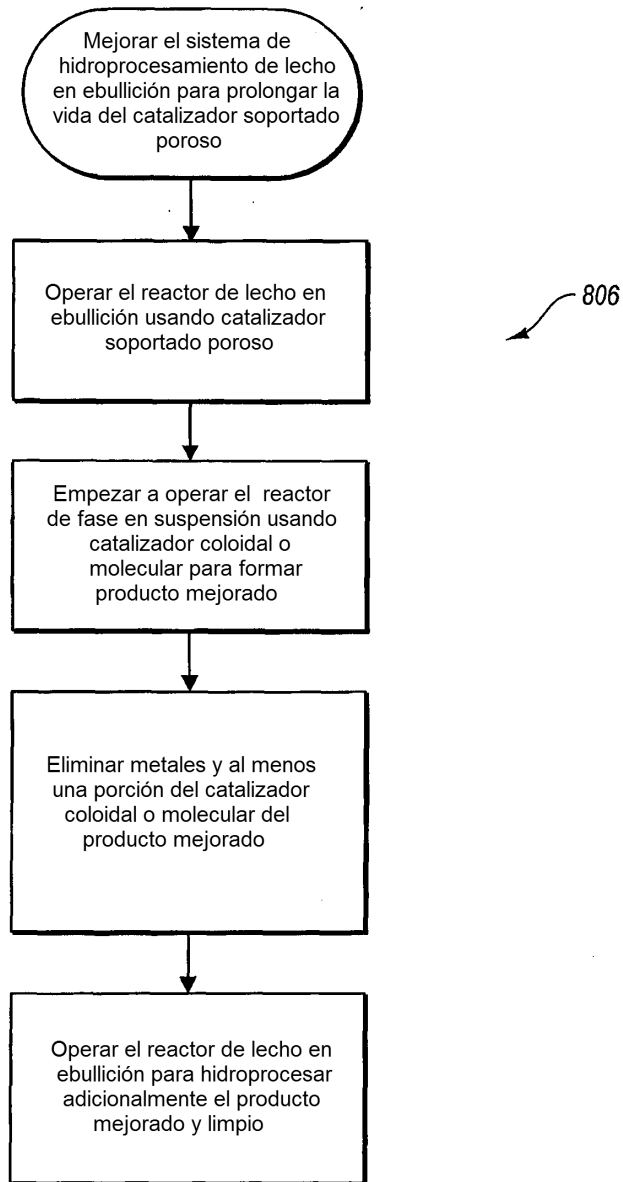 Mejorar el sistema de
hidroprocesamiento de lecho
en ebullición para prolongar la
vida del catalizador soportado
poroso
Operar el reactor de lecho en
ebullición usando catalizador
soportado poroso
806
Empezar a operar el reactor
de fase en suspensión usando
catalizador coloidal o
molecular para formar
producto mejorado
Eliminar metales y al menos
una porción del catalizador
coloidal o molecular del
producto mejorado
Operar el reactor de lecho en
ebullición para hidroprocesar
adicionalmente el producto
mejorado y limpio